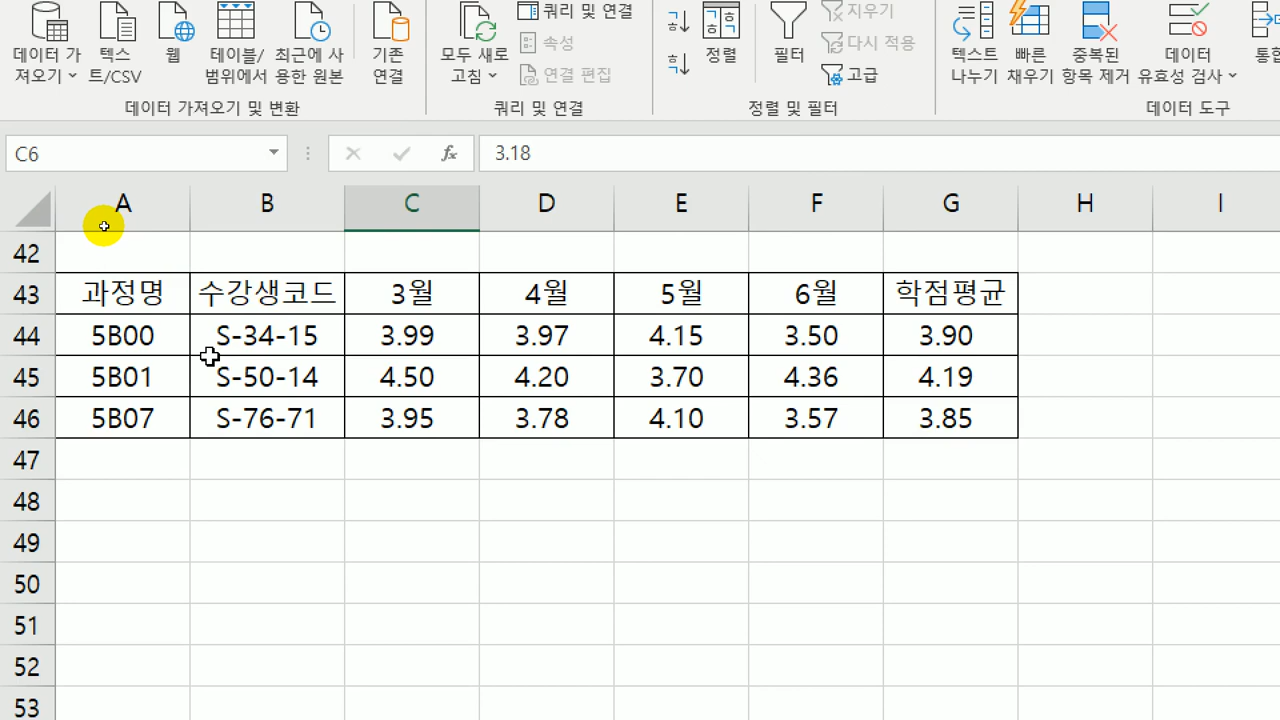 쿼리 및 연결
지우기
데이터 가
져오기
텍스
트/CSV
웹
테이블/
범위에서
최근에 사
용한 원본
기존
연결
모두 새로
고침
속성
연결 편집
정렬
필터
다시 적용
고급
텍스트
나누기
빠른
채우기
중복된
항목 제거
데이터
유효성 검사
통합
데이터 가져오기 및 변환
쿼리 및 연결
정렬 및 필터
데이터 도구
C6
fx
3.18
A B C D E F G H I
42
43 과정명 수강생코드 3월 4월 5월 6월 학점평균
44 5B00 S-34-15 3.99 3.97 4.15 3.50 3.90
45 5B01 S-50-14 4.50 4.20 3.70 4.36 4.19
46 5B07 S-76-71 3.95 3.78 4.10 3.57 3.85
47
48
49
50
51
52
53